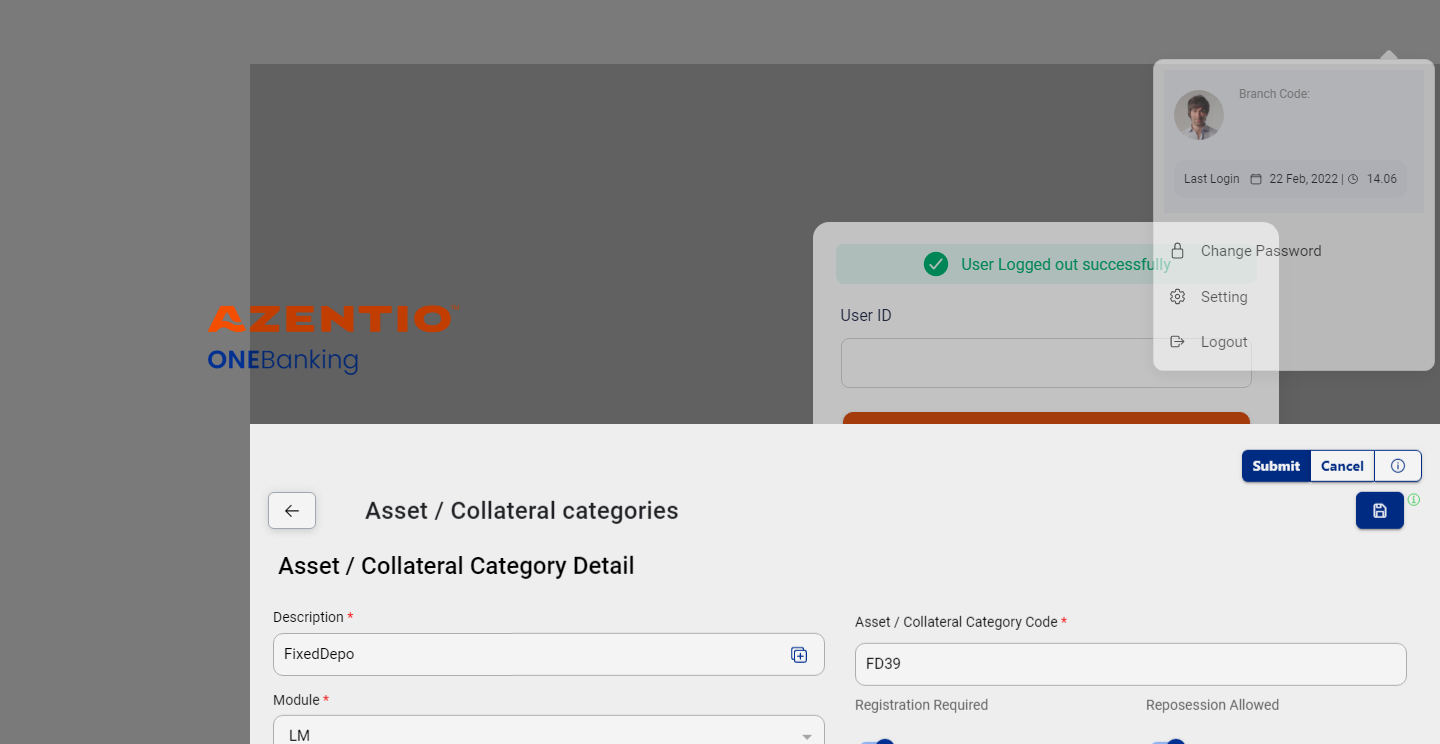 Branch Code:
Last Login 22 Feb, 2022 | 14.06
Change Password
Setting
Logout
User Logged out successfully
User ID
AZENTIO™
ONEBanking
Submit Cancel
Asset / Collateral categories
Asset / Collateral Category Detail
Description *
FixedDepo
Asset / Collateral Category Code *
FD39
Module *
LM
Registration Required
Reposession Allowed